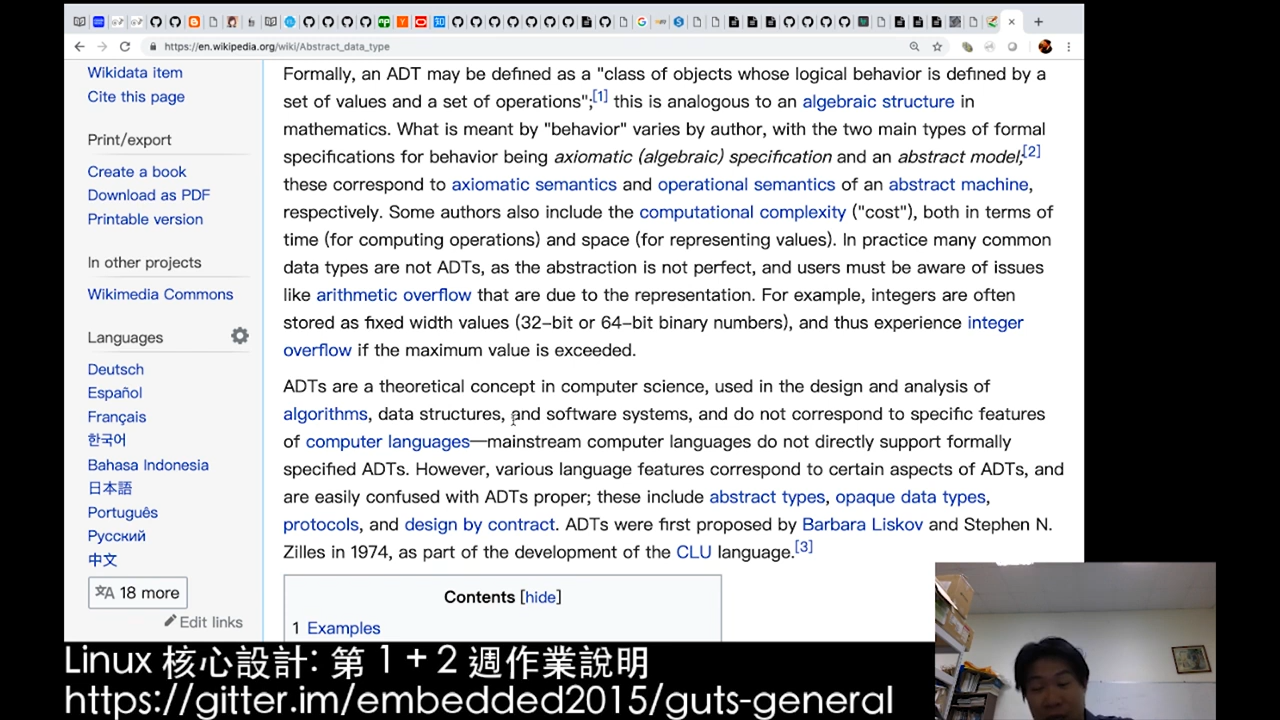 https://en.wikipedia.org/wiki/Abstract_data_type
Wikidata item
Cite this page
Print/export
Create a book
Download as PDF
Printable version
In other projects
Wikimedia Commons
Languages
Deutsch
Español
Français
한국어
Bahasa Indonesia
日本語
Português
Русский
中文
18 more
Edit links
Formally, an ADT may be defined as a "class of objects whose logical behavior is defined by a
set of values and a set of operations";[1] this is analogous to an algebraic structure in
mathematics. What is meant by "behavior" varies by author, with the two main types of formal
specifications for behavior being axiomatic (algebraic) specification and an abstract model;[2]
these correspond to axiomatic semantics and operational semantics of an abstract machine,
respectively. Some authors also include the computational complexity ("cost"), both in terms of
time (for computing operations) and space (for representing values). In practice many common
data types are not ADTs, as the abstraction is not perfect, and users must be aware of issues
like arithmetic overflow that are due to the representation. For example, integers are often
stored as fixed width values (32–bit or 64–bit binary numbers), and thus experience integer
overflow if the maximum value is exceeded.
ADTs are a theoretical concept in computer science, used in the design and analysis of
algorithms, data structures, and software systems, and do not correspond to specific features
of computer languages—mainstream computer languages do not directly support formally
specified ADTs. However, various language features correspond to certain aspects of ADTs, and
are easily confused with ADTs proper; these include abstract types, opaque data types,
protocols, and design by contract. ADTs were first proposed by Barbara Liskov and Stephen N.
Zilles in 1974, as part of the development of the CLU language.[3]
Contents [hide]
1 Examples
Linux 核心設計: 第 1 + 2 週作業說明
https://gitter.im/embedded2015/guts-general